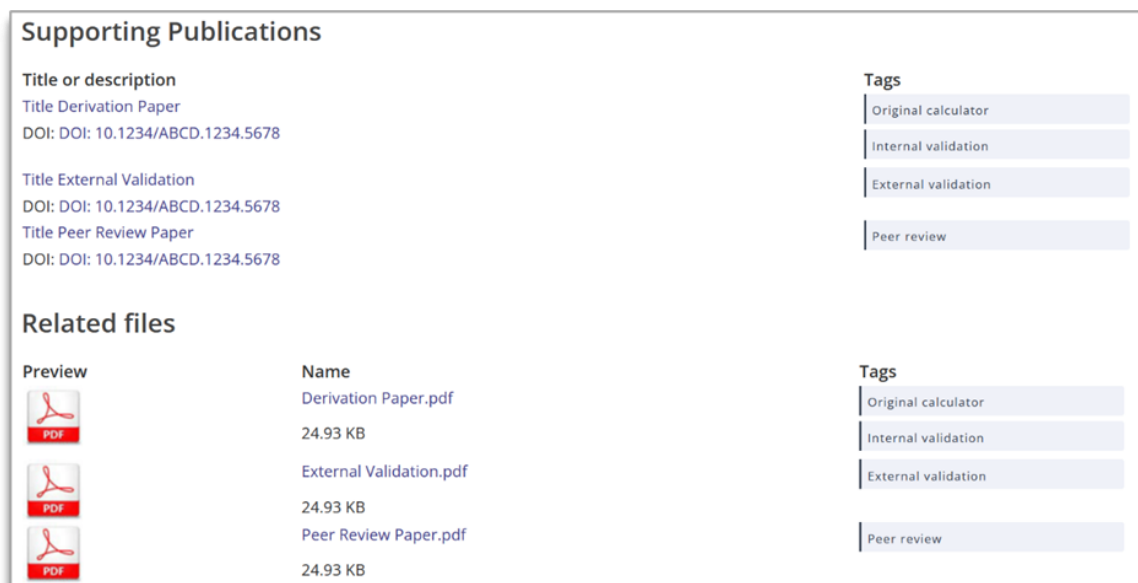 Supporting Publications
Title or description Tags
Title Derivation Paper Original calculator
DOI: DOI: 10.1234/ABCD.1234.5678
Internal validation
Title External Validation External validation
DOI: DOI: 10.1234/ABCD.1234.5678
Title Peer Review Paper Peer review
DOI: DOI: 10.1234/ABCD.1234.5678
Related files
Preview Name Tags
Derivation Paper.pdf Original calculator
PDF 24.93 KB Internal validation
External Validation.pdf External validation
PDF 24.93 KB
Peer Review Paper.pdf Peer review
PDF 24.93 KB